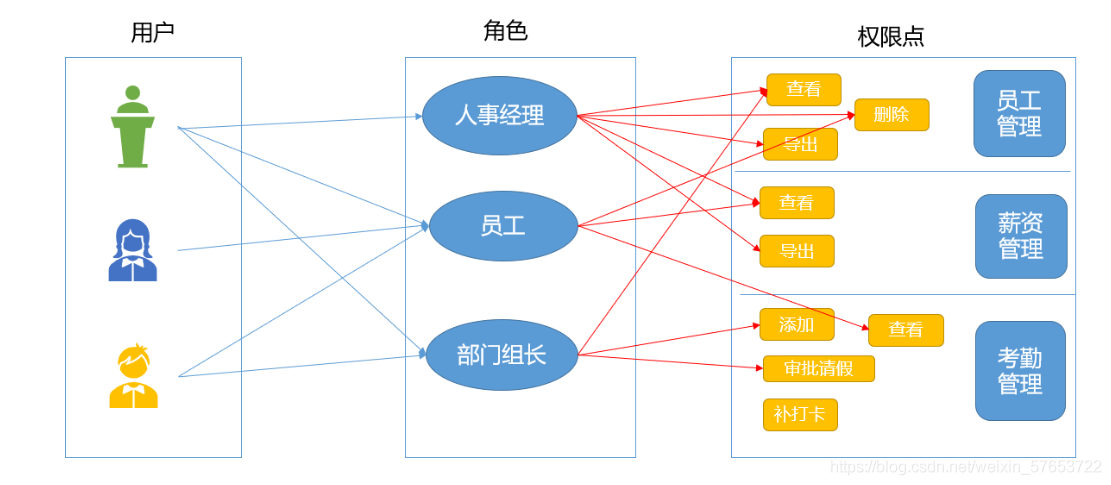 用户
角色
权限点
人事经理
员工
部门组长
查看
删除
导出
员工
管理
查看
导出
薪资
管理
添加
查看
审批请假
补打卡
考勤
管理
https://blog.csdn.net/weixin_57653722